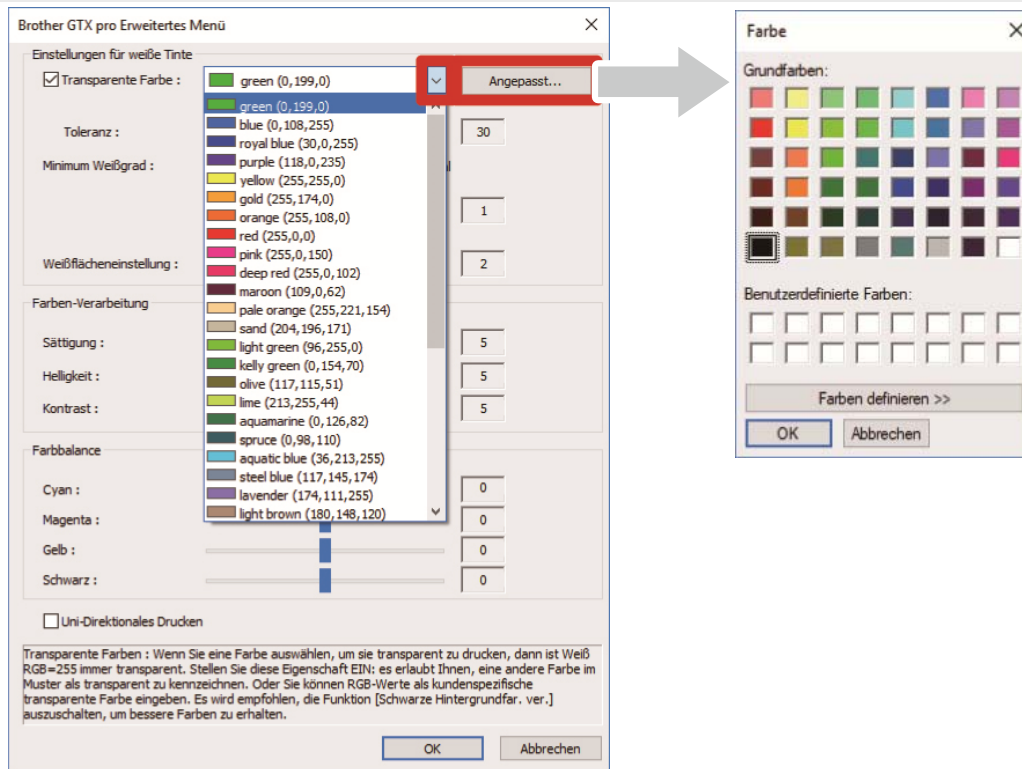 Brother GTX pro Erweitertes Menü
Einstellungen für weiße Tinte
Transparente Farbe :
green (0,199,0)
Angepasst...
green (0,199,0)
blue (0,108,255)
royal blue (30,0,255)
purple (118,0,235)
yellow (255,255,0)
gold (255,174,0)
orange (255,108,0)
red (255,0,0)
pink (255,0,150)
deep red (255,0,102)
maroon (109,0,62)
pale orange (255,221,154)
sand (204,196,171)
light green (96,255,0)
kelly green (0,154,70)
olive (117,115,51)
lime (213,255,44)
aquamarine (0,126,82)
spruce (0,98,110)
aquatic blue (36,213,255)
steel blue (117,145,174)
lavender (174,111,255)
light brown (180,148,120)
Toleranz :
30
Minimum Weißgrad :
1
Weißflächeneinstellung :
2
Farben-Verarbeitung
Sättigung :
5
Helligkeit :
5
Kontrast :
5
Farbbalance
Cyan :
0
Magenta :
0
Gelb :
0
Schwarz :
0
Uni-Direktionales Drucken
Transparente Farben : Wenn Sie eine Farbe auswählen, um sie transparent zu drucken, dann ist Weiß
RGB=255 immer transparent. Stellen Sie diese Eigenschaft EIN: es erlaubt Ihnen, eine andere Farbe im
Muster als transparent zu kennzeichnen. Oder Sie können RGB-Werte als kundenspezifische
transparente Farbe eingeben. Es wird empfohlen, die Funktion [Schwarze Hintergrundfar. ver.]
auszuschalten, um bessere Farben zu erhalten.
OK
Abbrechen
Farbe
Grundfarben:
Benutzerdefinierte Farben:
Farben definieren >>
OK
Abbrechen